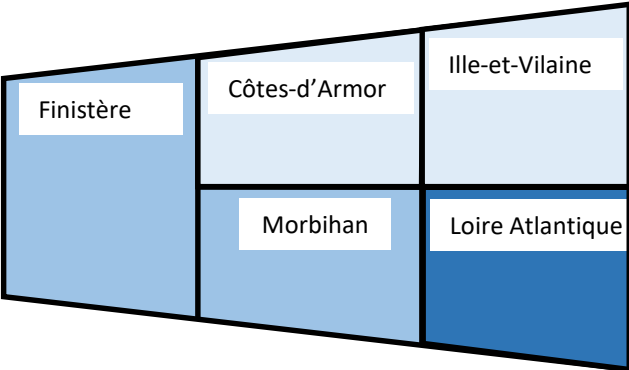 Finistère
Côtes-d’Armor
Ille-et-Vilaine
Morbihan
Loire Atlantique